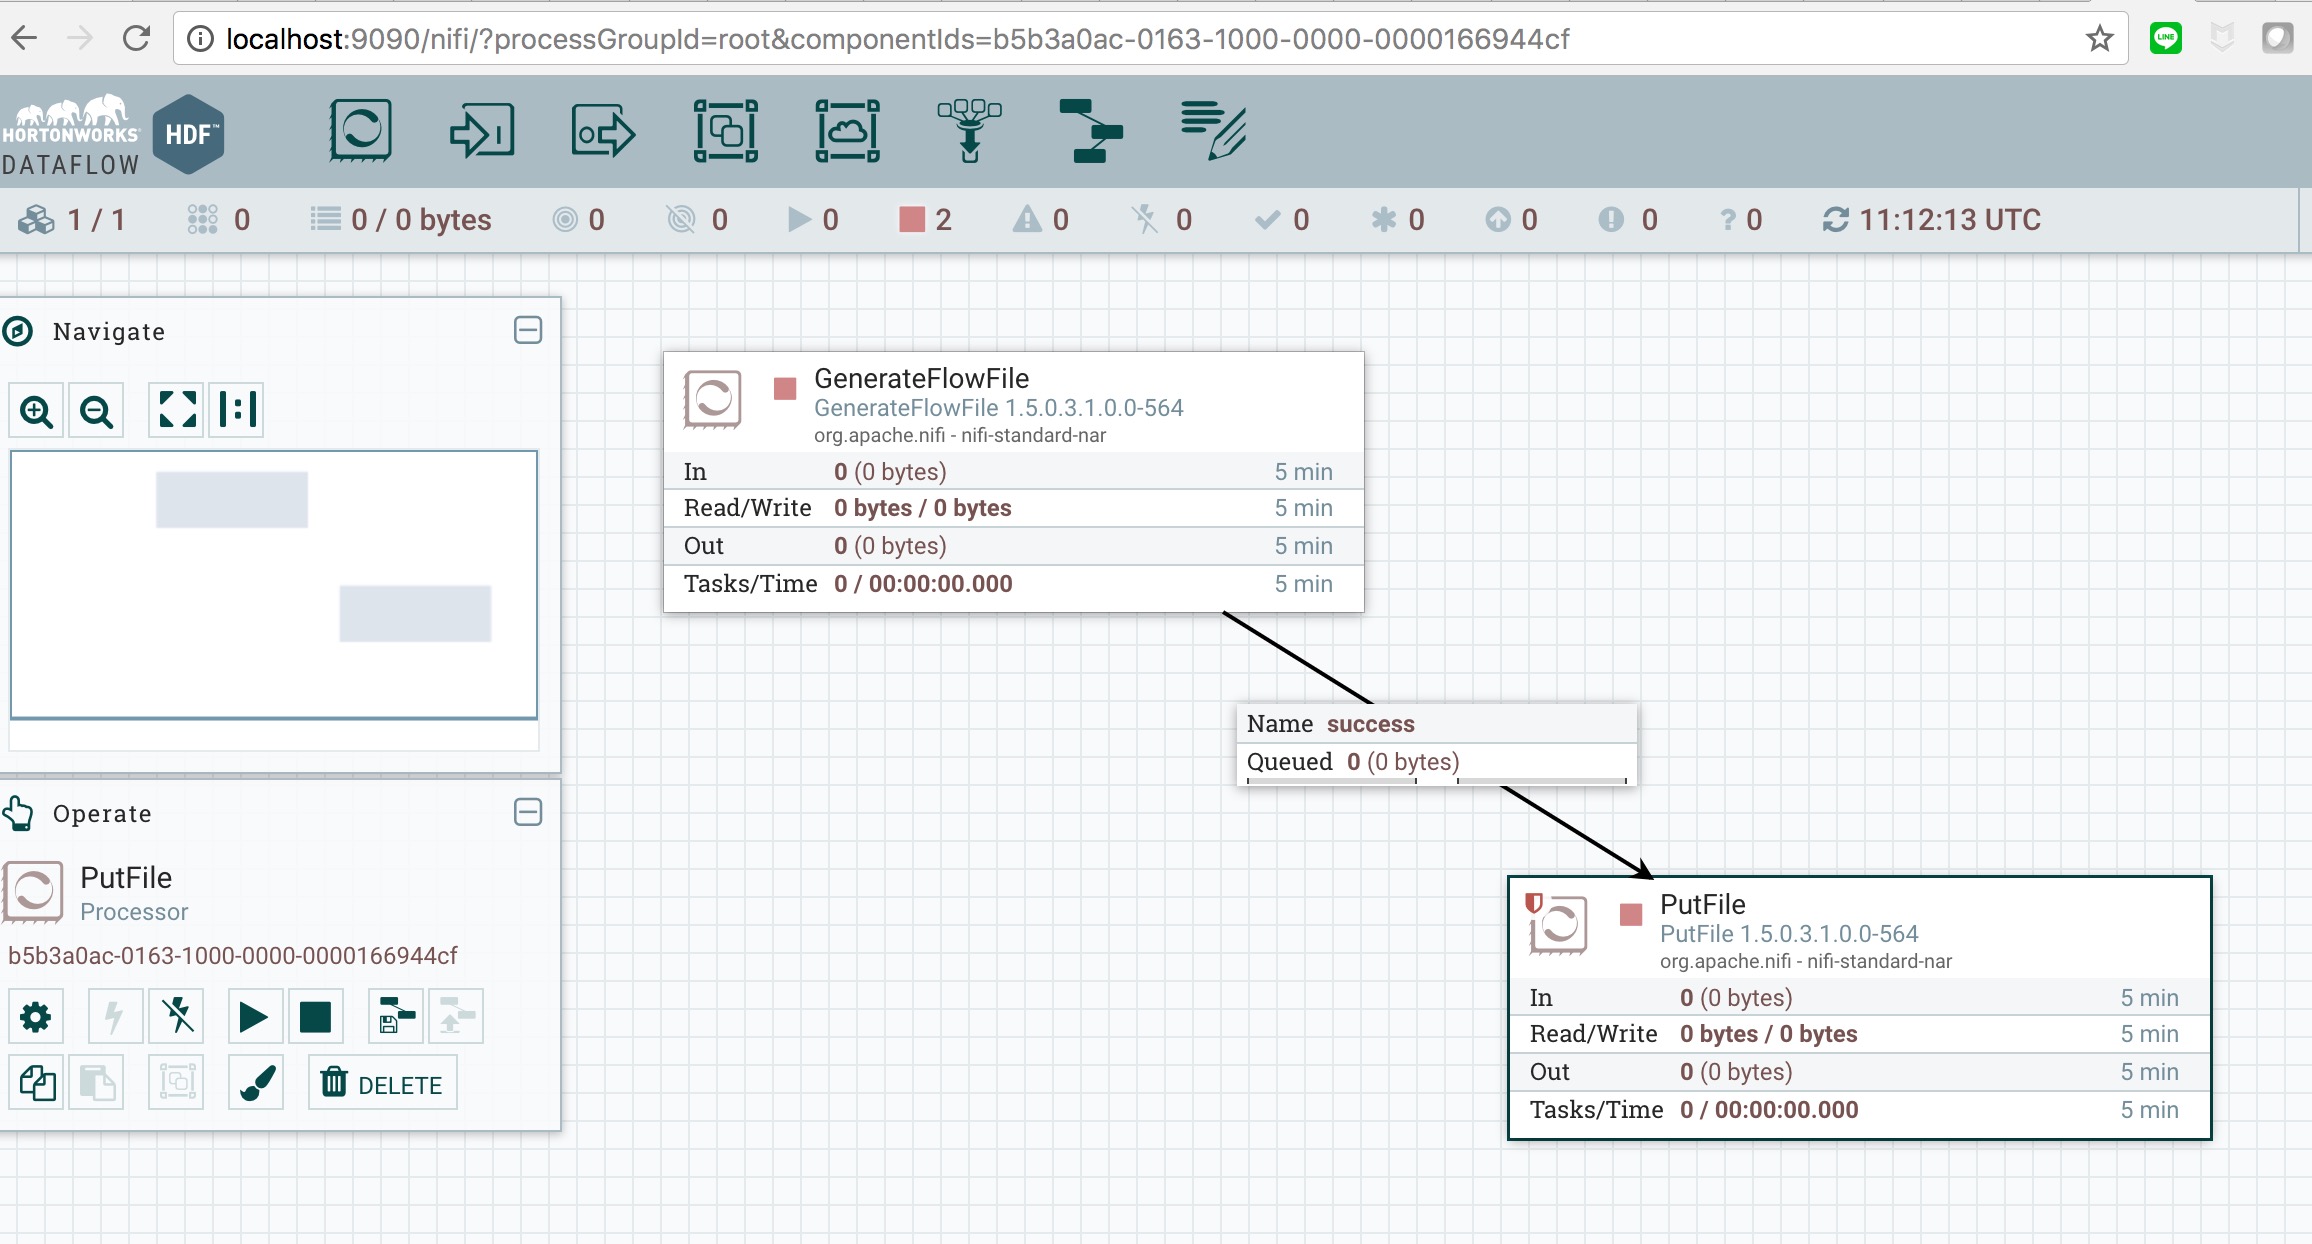 localhost:9090/nifi/?processGroupId=root&componentIds=b5b3a0ac-0163-1000-0000-0000166944cf
LINE
HORTONWORKS
DATAFLOW
HDF™
1 / 1 0 0 / 0 bytes 0 0 0 2 0 0 0 0 0 0 ? 0 11:12:13 UTC
Navigate
GenerateFlowFile
GenerateFlowFile 1.5.0.3.1.0.0-564
org.apache.nifi - nifi-standard-nar
In 0 (0 bytes) 5 min
Read/Write 0 bytes / 0 bytes 5 min
Out 0 (0 bytes) 5 min
Tasks/Time 0 / 00:00:00.000 5 min
Name success
Queued 0 (0 bytes)
Operate
PutFile
Processor
b5b3a0ac-0163-1000-0000-0000166944cf
DELETE
PutFile
PutFile 1.5.0.3.1.0.0-564
org.apache.nifi - nifi-standard-nar
In 0 (0 bytes) 5 min
Read/Write 0 bytes / 0 bytes 5 min
Out 0 (0 bytes) 5 min
Tasks/Time 0 / 00:00:00.000 5 min